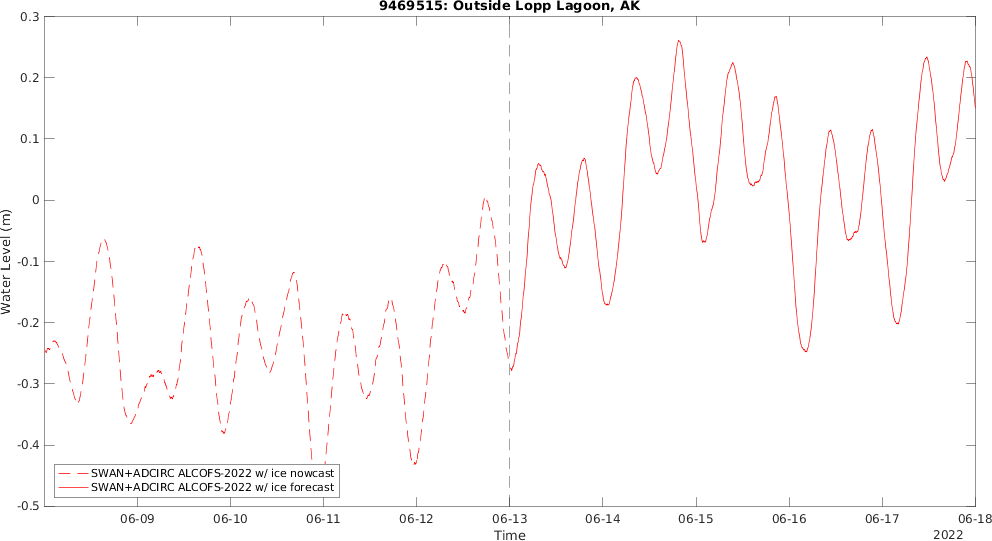 9469515: Outside Lopp Lagoon, AK
0.3
0.2
0.1
0
-0.1
-0.2
-0.3
-0.4
-0.5
Water Level (m)
SWAN+ADCIRC ALCOFS-2022 w/ ice nowcast
SWAN+ADCIRC ALCOFS-2022 w/ ice forecast
06-09 06-10 06-11 06-12 06-13 06-14 06-15 06-16 06-17 06-18
Time
2022